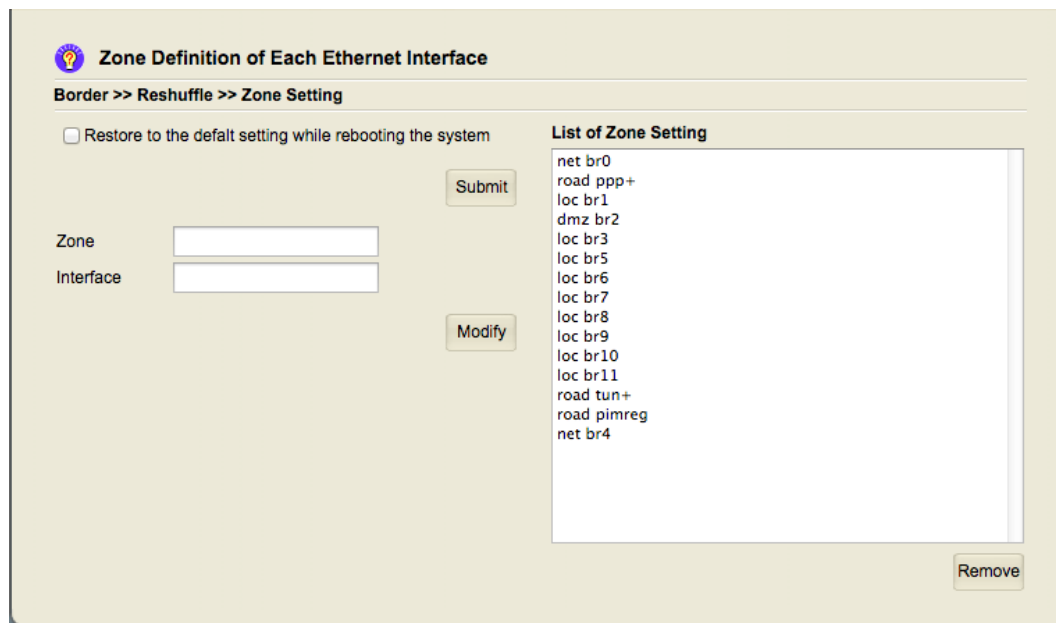 Zone Definition of Each Ethernet Interface
Border >> Reshuffle >> Zone Setting
Restore to the defalt setting while rebooting the system
Submit
Zone
Interface
Modify
List of Zone Setting
net br0
road ppp+
loc br1
dmz br2
loc br3
loc br5
loc br6
loc br7
loc br8
loc br9
loc br10
loc br11
road tun+
road pimreg
net br4
Remove